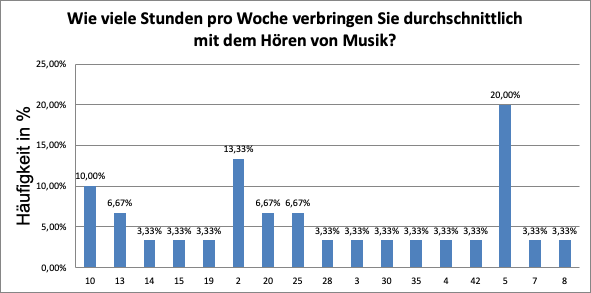 Wie viele Stunden pro Woche verbringen Sie durchschnittlich
mit dem Hören von Musik?
Häufigkeit in %
25,00%
20,00%
15,00%
10,00%
5,00%
0,00%
10,00% 6,67% 3,33% 3,33% 3,33% 13,33% 6,67% 6,67% 3,33% 3,33% 3,33% 3,33% 3,33% 3,33% 20,00% 3,33% 3,33%
10 13 14 15 19 2 20 25 28 3 30 35 4 42 5 7 8